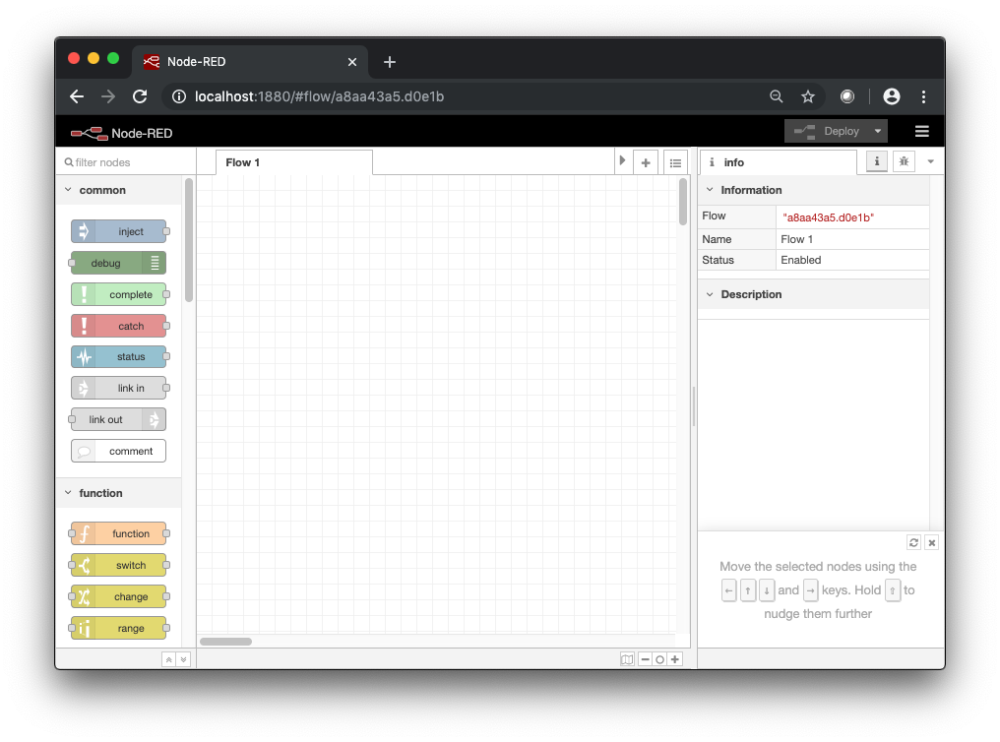 Node-RED
localhost:1880/#flow/a8aa43a5.d0e1b
Node-RED
Deploy
filter nodes
Flow 1
info
common
inject
debug
complete
catch
status
link in
link out
comment
function
function
switch
change
range
Information
Flow "a8aa43a5.d0e1b"
Name Flow 1
Status Enabled
Description
Move the selected nodes using the
← ↑ ↓ and → keys. Hold ⇧ to
nudge them further